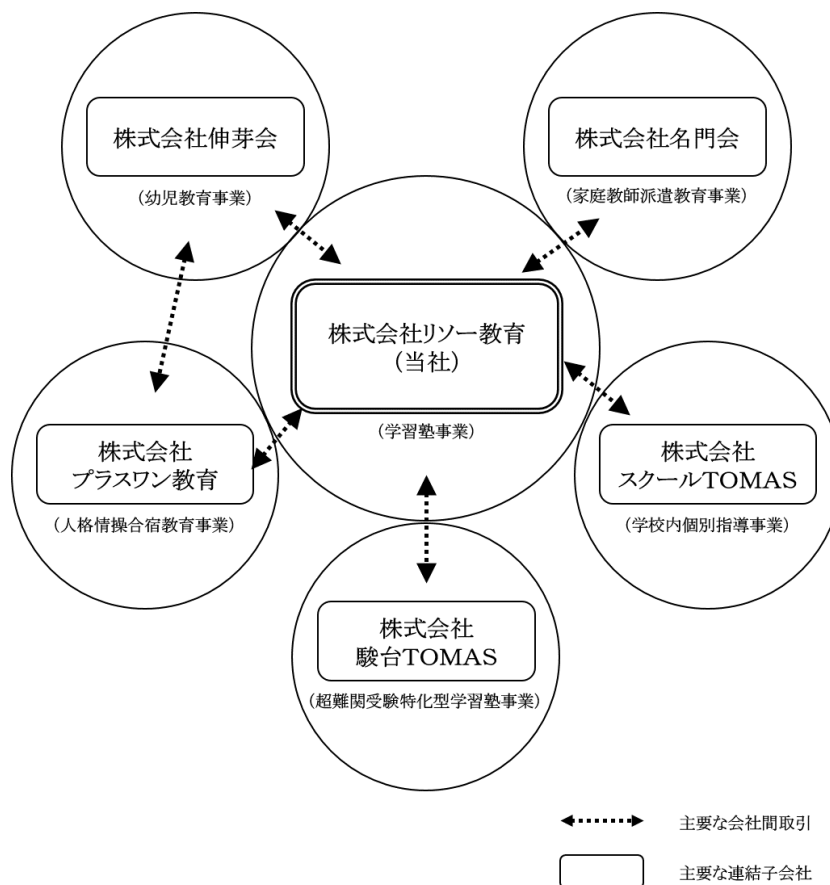 株式会社伸芽会
(幼児教育事業)
株式会社名門会
(家庭教師派遣教育事業)
株式会社リソー教育
(当社)
(学習塾事業)
株式会社
プラスワン教育
(人格情操合宿教育事業)
株式会社
スクールTOMAS
(学校内個別指導事業)
株式会社
駿台TOMAS
(超難関受験特化型学習塾事業)
主要な会社間取引
主要な連結子会社